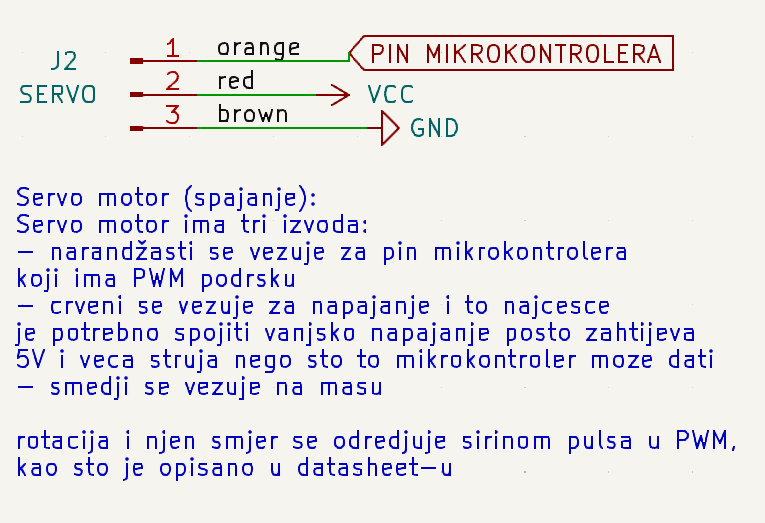 J2
SERVO
1 orange PIN MIKROKONTROLERA
2 red VCC
3 brown GND
Servo motor (spajanje):
Servo motor ima tri izvoda:
— narandžasti se vezuje za pin mikrokontrolera
koji ima PWM podrsku
— crveni se vezuje za napajanje i to najcesce
je potrebno spojiti vanjsko napajanje posto zahtijeva
5V i veca struja nego sto to mikrokontroler moze dati
— smedji se vezuje na masu
rotacija i njen smjer se odredjuje sirinom pulsa u PWM,
kao sto je opisano u datasheet—u